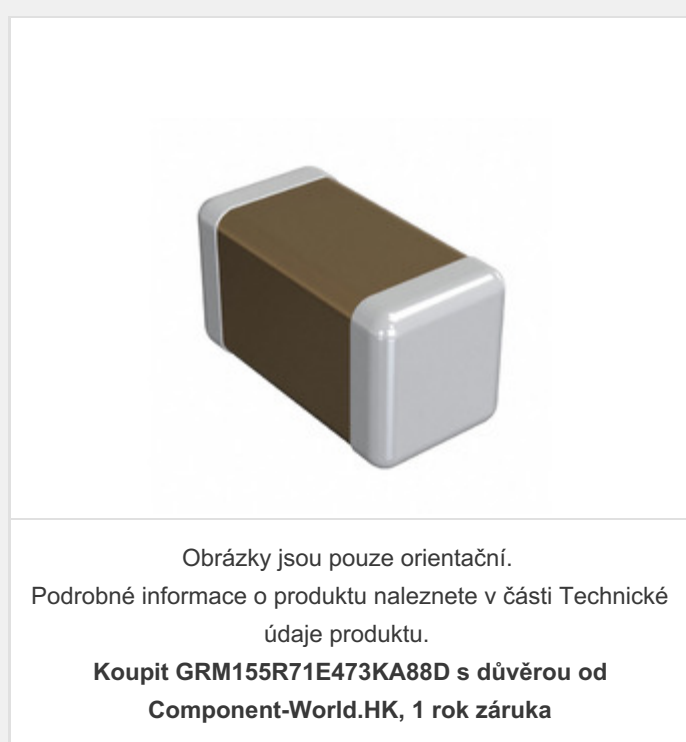 Obrázky jsou pouze orientační.
Podrobné informace o produktu naleznete v části Technické
údaje produktu.
Koupit GRM155R71E473KA88D s důvěrou od
Component-World.HK, 1 rok záruka